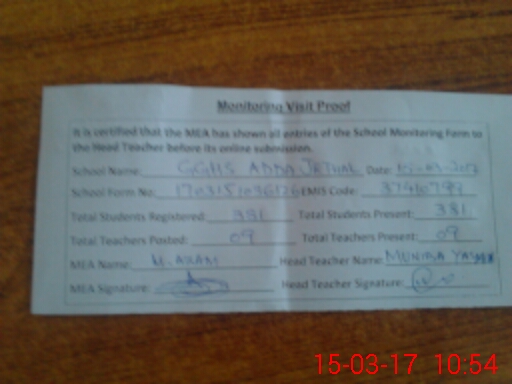 Monitoring Visit Proof
It is certified that the MEA has shown all entries of the School Monitoring Form to
the Head Teacher before its online submission.
School Name: GGHS ADDA JETHAL Date: 15-03-2017
School Form No: EMIS Code:
Total Students Registered: 381 Total Students Present: 381
Total Teachers Posted: 09 Total Teachers Present: 09
MEA Name: M. AKRAM Head Teacher Name: MUNIRA
MEA Signature: Head Teacher Signature:
15-03-17 10:54